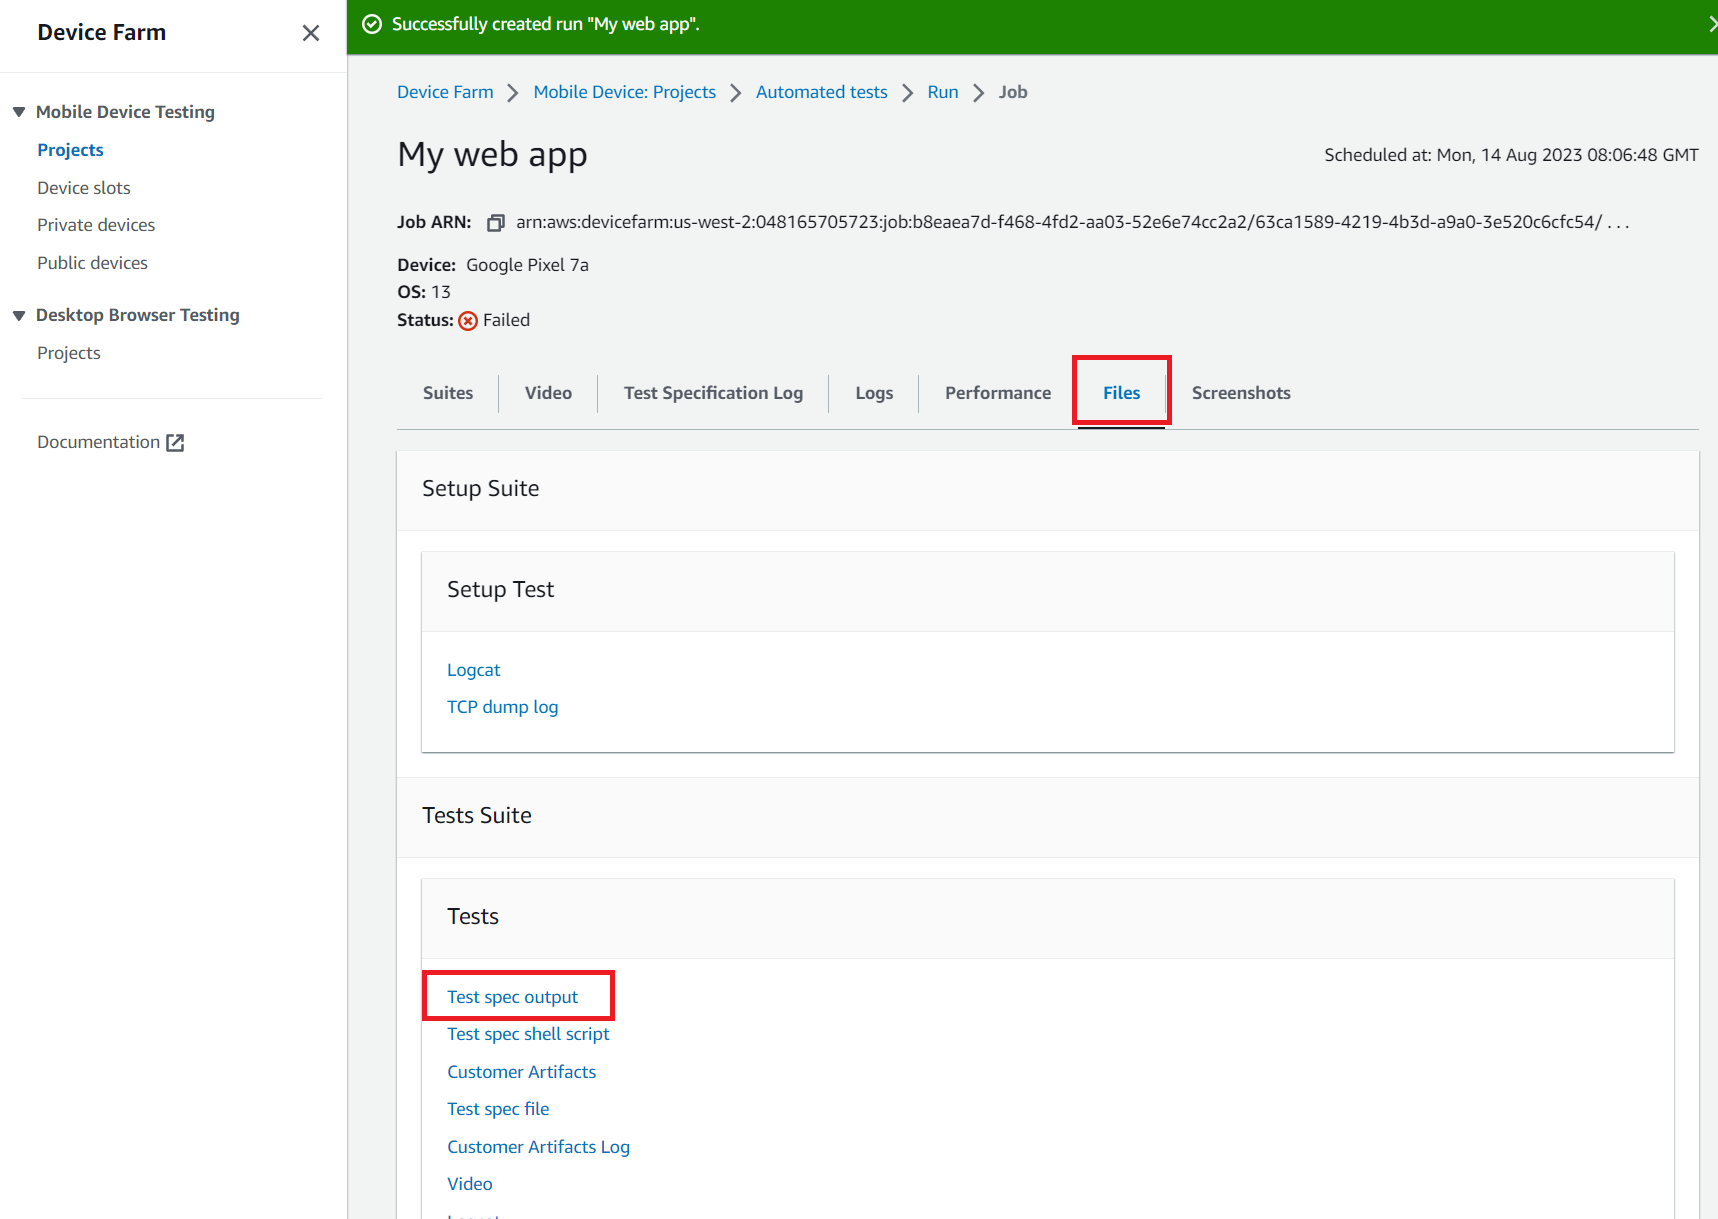 Device Farm
Mobile Device Testing
Projects
Device slots
Private devices
Public devices
Desktop Browser Testing
Projects
Documentation
Successfully created run "My web app".
Device Farm > Mobile Device: Projects > Automated tests > Run > Job
My web app
Scheduled at: Mon, 14 Aug 2023 08:06:48 GMT
Job ARN: arn:aws:devicefarm:us-west-2:048165705723:job:b8eaea7d-f468-4fd2-aa03-52e6e74cc2a2/63ca1589-4219-4b3d-a9a0-3e520c6cfc54/ . . .
Device: Google Pixel 7a
OS: 13
Status: Failed
Suites Video Test Specification Log Logs Performance Files Screenshots
Setup Suite
Setup Test
Logcat
TCP dump log
Tests Suite
Tests
Test spec output
Test spec shell script
Customer Artifacts
Test spec file
Customer Artifacts Log
Video